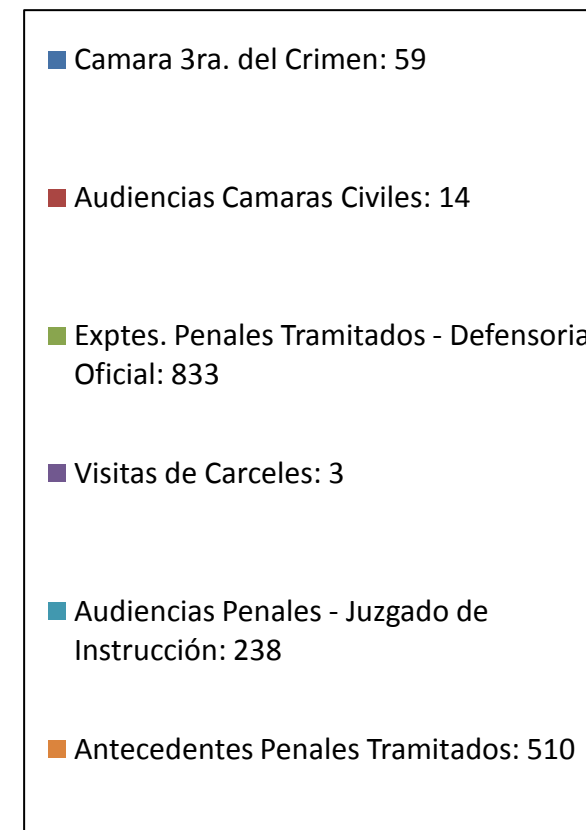 Camara 3ra. del Crimen: 59
Audiencias Camaras Civiles: 14
Exptes. Penales Tramitados - Defensoria
Oficial: 833
Visitas de Carceles: 3
Audiencias Penales - Juzgado de
Instrucción: 238
Antecedentes Penales Tramitados: 510